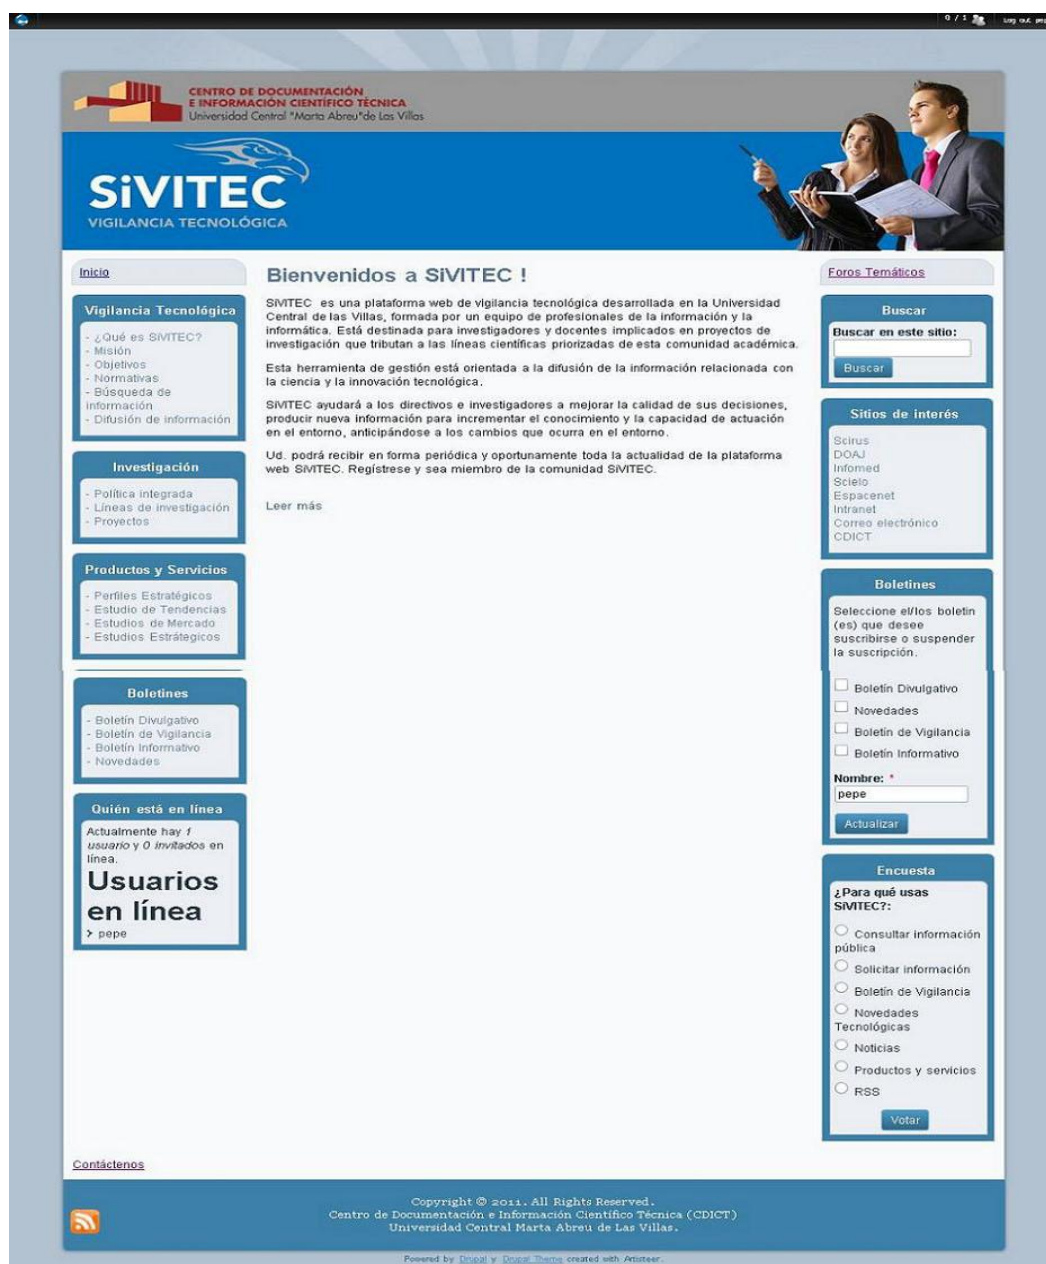 0 / 1
Log out pe
CENTRO DE DOCUMENTACIÓN
E INFORMACIÓN CIENTÍFICO TÉCNICA
Universidad Central "Marta Abreu"de Las Villas
SiVITEC
VIGILANCIA TECNOLÓGICA
Inicio
Vigilancia Tecnológica
- ¿Qué es SiVITEC?
- Misión
- Objetivos
- Normativas
- Búsqueda de
información
- Difusión de información
Investigación
- Política integrada
- Líneas de investigación
- Proyectos
Productos y Servicios
- Perfiles Estratégicos
- Estudio de Tendencias
- Estudios de Mercado
- Estudios Estrátegicos
Boletines
- Boletín Divulgativo
- Boletín de Vigilancia
- Boletín Informativo
- Novedades
Quién está en línea
Actualmente hay 1
usuario y 0 invitados en
línea.
Usuarios
en línea
pepe
Bienvenidos a SiVITEC !
SiVITEC es una plataforma web de vigilancia tecnológica desarrollada en la Universidad
Central de las Villas, formada por un equipo de profesionales de la información y la
informática. Está destinada para investigadores y docentes implicados en proyectos de
investigación que tributan a las líneas científicas priorizadas de esta comunidad académica.
Esta herramienta de gestión está orientada a la difusión de la información relacionada con
la ciencia y la innovación tecnológica.
SiVITEC ayudará a los directivos e investigadores a mejorar la calidad de sus decisiones,
producir nueva información para incrementar el conocimiento y la capacidad de actuación
en el entorno, anticipándose a los cambios que ocurra en el entorno.
Ud. podrá recibir en forma periódica y oportunamente toda la actualidad de la plataforma
web SiVITEC. Regístrese y sea miembro de la comunidad SiVITEC.
Leer más
Foros Temáticos
Buscar
Buscar en este sitio:
Buscar
Sitios de interés
Scirus
DOAJ
Infomed
Scielo
Espacenet
Intranet
Correo electrónico
CDICT
Boletines
Seleccione el/los boletin
(es) que desee
suscribirse o suspender
la suscripción.
Boletín Divulgativo
Novedades
Boletín de Vigilancia
Boletín Informativo
Nombre: *
pepe
Actualizar
Encuesta
¿Para qué usas
SiVITEC?:
Consultar información
pública
Solicitar información
Boletín de Vigilancia
Novedades
Tecnológicas
Noticias
Productos y servicios
RSS
Votar
Contáctenos
Copyright © 2011. All Rights Reserved.
Centro de Documentación e Información Científico Técnica (CDICT)
Universidad Central Marta Abreu de Las Villas.
Powered by Drupal y Drupal Theme created with Artisteer.